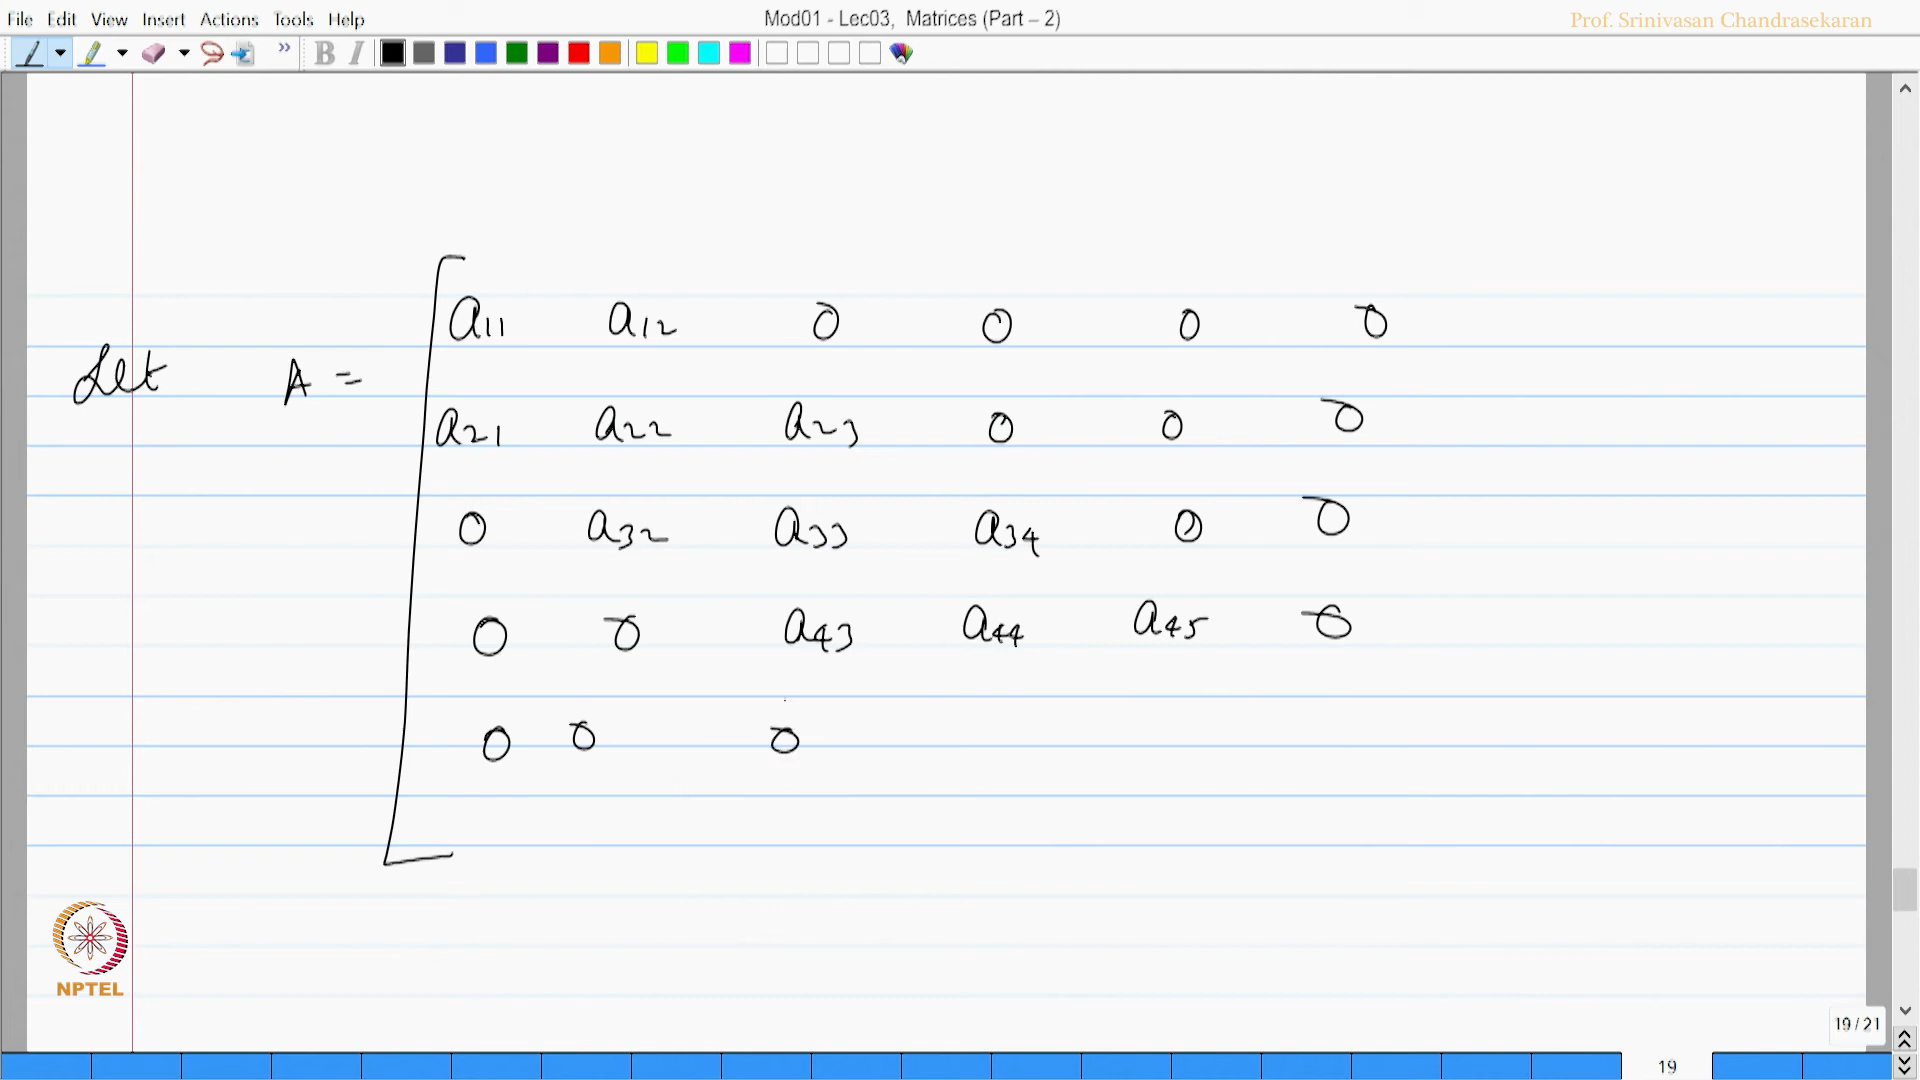 File Edit View Insert Actions Tools Help
Mod01 - Lec03, Matrices (Part – 2)
Prof. Srinivasan Chandrasekaran
» B I
a11 a12 0 0 0 0
Let A =
a21 a22 a23 0 0 0
0 a32 a33 a34 0 0
0 0 a43 a44 a45 0
0 0 0
NPTEL
19 / 21
19